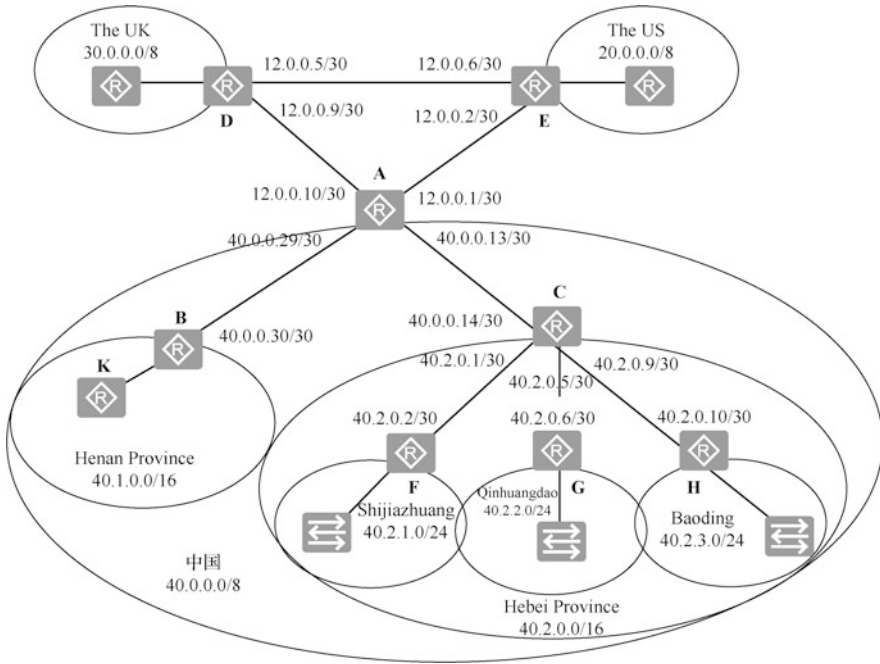 The UK
30.0.0.0/8
The US
20.0.0.0/8
12.0.0.5/30
12.0.0.6/30
R
R
R
R
D
E
12.0.0.9/30
12.0.0.2/30
A
12.0.0.10/30
12.0.0.1/30
R
40.0.0.29/30
40.0.0.13/30
C
B
40.0.0.14/30
R
40.0.0.30/30
R
40.2.0.1/30
40.2.0.9/30
K
40.2.0.5/30
R
40.2.0.2/30
40.2.0.6/30
40.2.0.10/30
Henan Province
40.1.0.0/16
R
R
R
F
G
H
Qinhuangdao
40.2.2.0/24
Shijiazhuang
40.2.1.0/24
Baoding
40.2.3.0/24
中国
40.0.0.0/8
Hebei Province
40.2.0.0/16